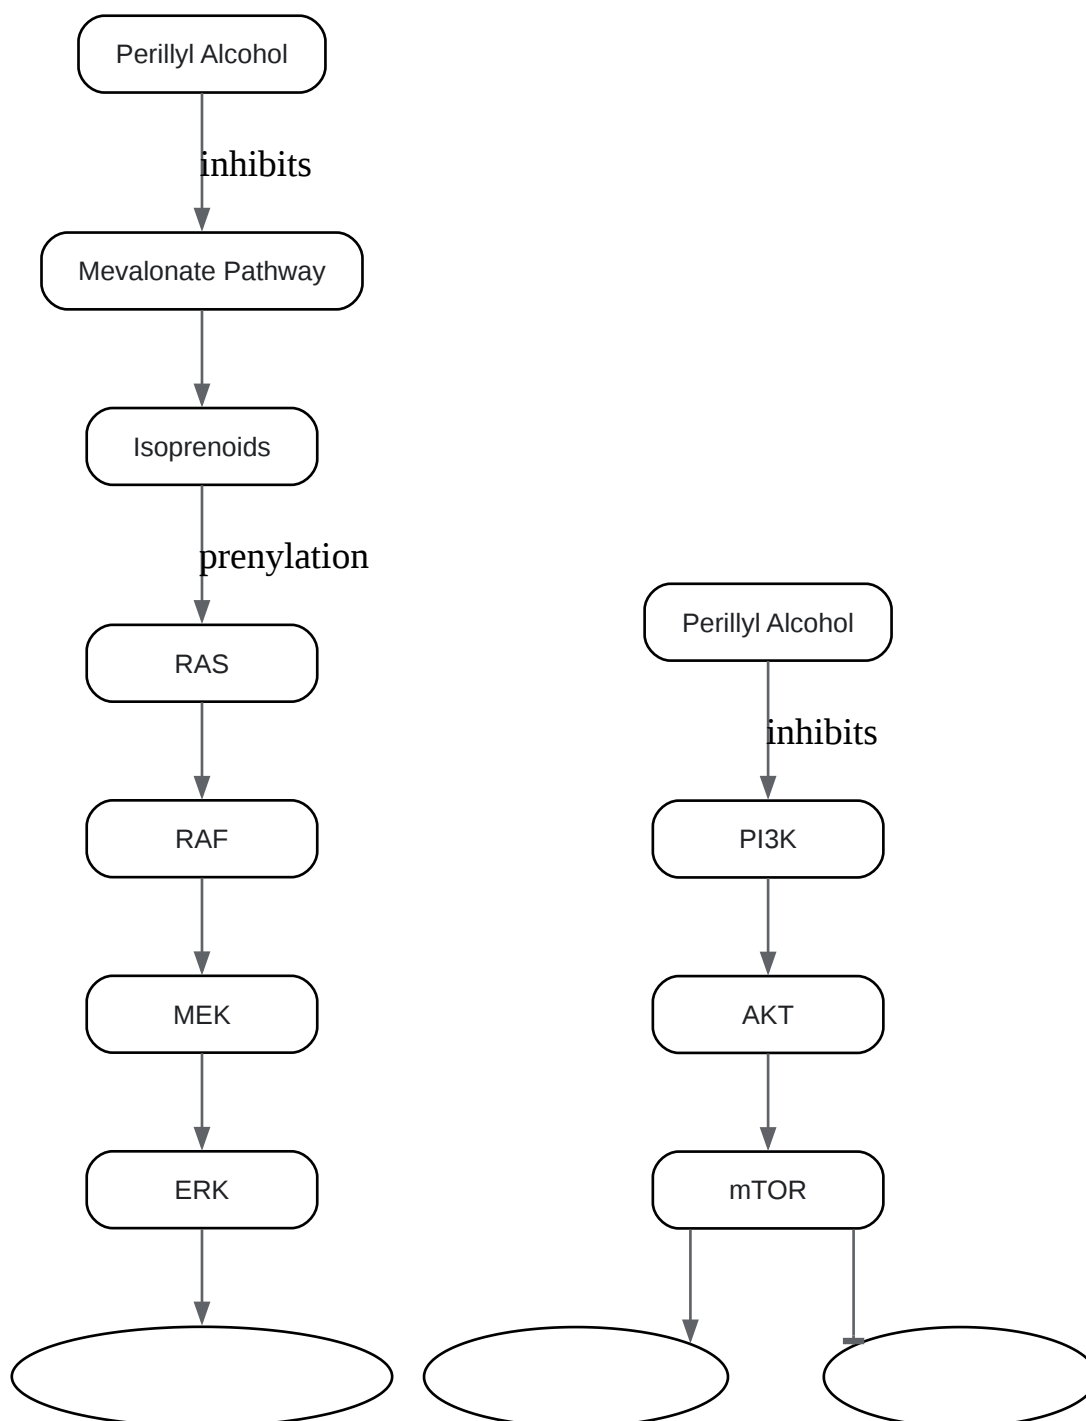 Perillyl Alcohol
inhibits
Mevalonate Pathway
Isoprenoids
prenylation
RAS
RAF
MEK
ERK
Perillyl Alcohol
inhibits
PI3K
AKT
mTOR